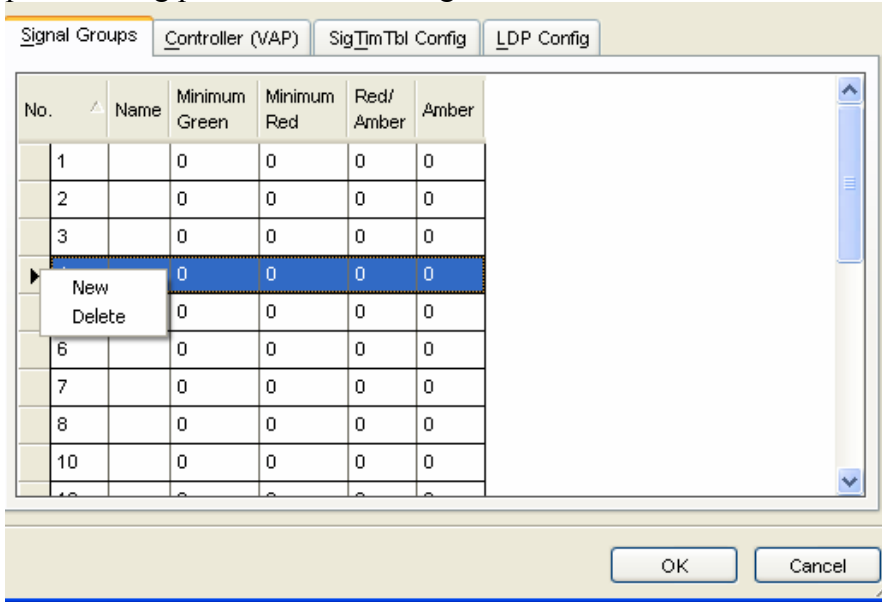 Signal Groups Controller (VAP) SigTimTbl Config LDP Config
No. Name Minimum Green Minimum Red Red/ Amber Amber
1 0 0 0 0
2 0 0 0 0
3 0 0 0 0
0 0 0 0
New
Delete
0 0 0 0
6 0 0 0 0
7 0 0 0 0
8 0 0 0 0
10 0 0 0 0
OK Cancel